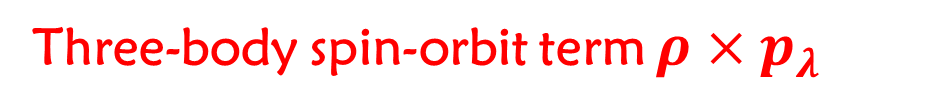 Three-body spin-orbit term 𝝆 × 𝒑_𝝀